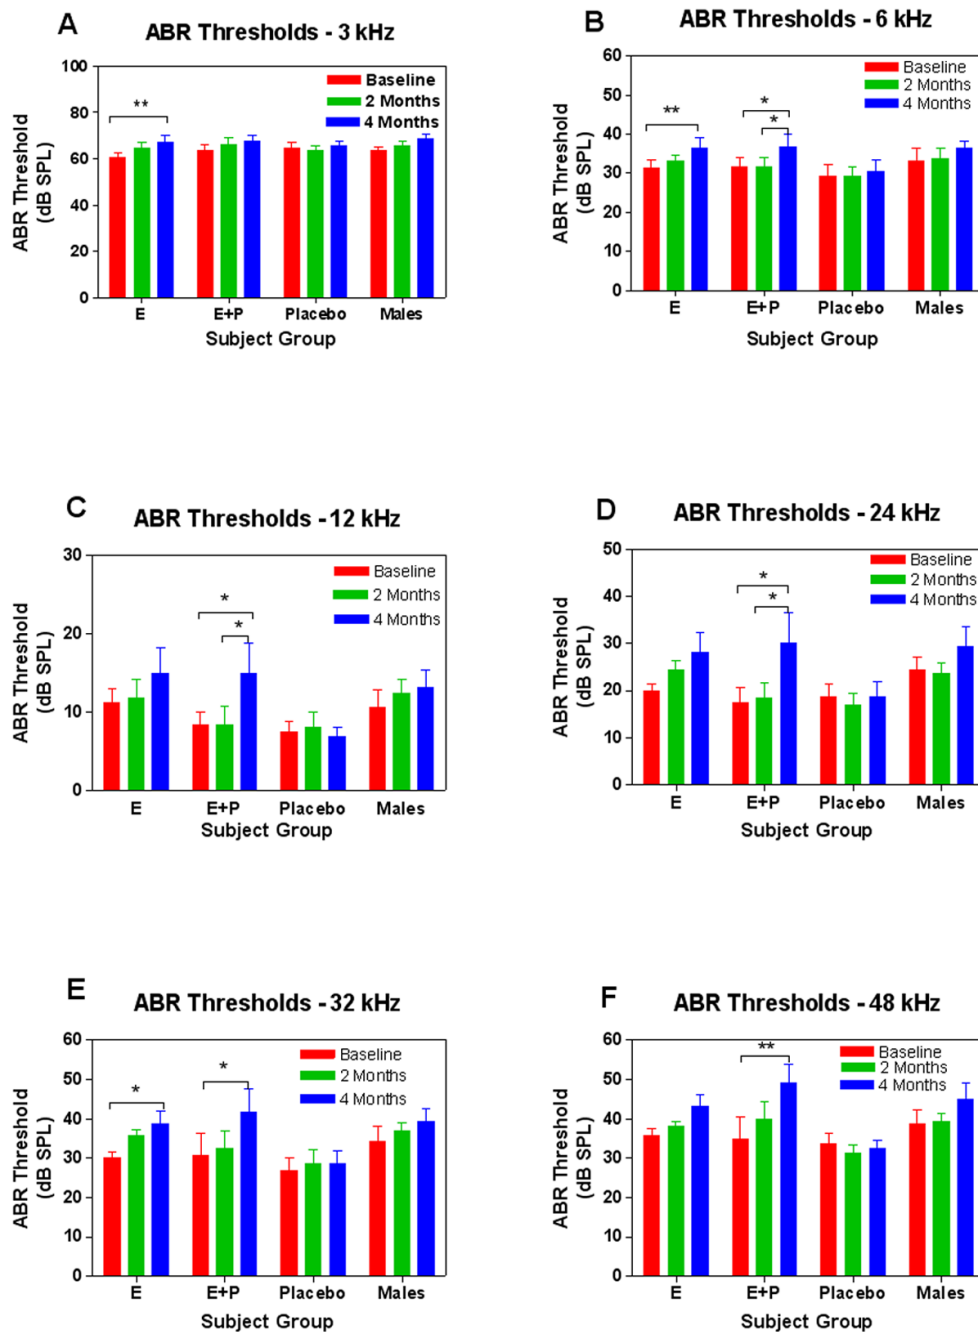 A
ABR Thresholds - 3 kHz
100
80
60
40
20
0
ABR Threshold
(dB SPL)
Baseline
2 Months
4 Months
**
E
E+P
Placebo
Males
Subject Group
B
ABR Thresholds - 6 kHz
60
50
40
30
20
10
0
ABR Threshold
(dB SPL)
Baseline
2 Months
4 Months
**
*
*
E
E+P
Placebo
Males
Subject Group
C
ABR Thresholds - 12 kHz
30
20
10
0
ABR Threshold
(dB SPL)
Baseline
2 Months
4 Months
*
*
E
E+P
Placebo
Males
Subject Group
D
ABR Thresholds - 24 kHz
50
40
30
20
10
0
ABR Threshold
(dB SPL)
Baseline
2 Months
4 Months
*
*
E
E+P
Placebo
Males
Subject Group
E
ABR Thresholds - 32 kHz
60
50
40
30
20
10
0
ABR Threshold
(dB SPL)
Baseline
2 Months
4 Months
*
*
E
E+P
Placebo
Males
Subject Group
F
ABR Thresholds - 48 kHz
60
50
40
30
20
10
0
ABR Threshold
(dB SPL)
Baseline
2 Months
4 Months
**
E
E+P
Placebo
Males
Subject Group